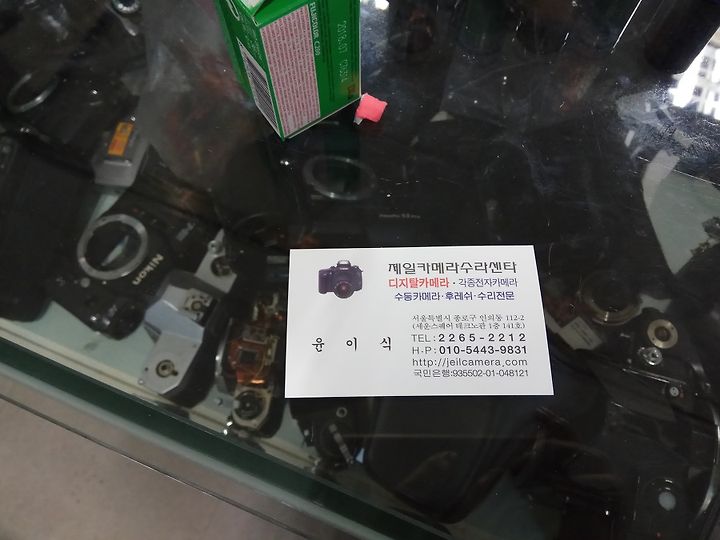 FUJICOLOR C200
2018.07
제일카메라수리센타
디지탈카메라·각종전자카메라
수동카메라·후레쉬·수리전문
서울특별시 종로구 인의동 112-2
(세운스퀘어 테크노관 1층 141호)
윤 이 식
TEL:2265-2212
H·P:010-5443-9831
http://jeilcamera.com
국민은행:935502-01-048121
Nikon